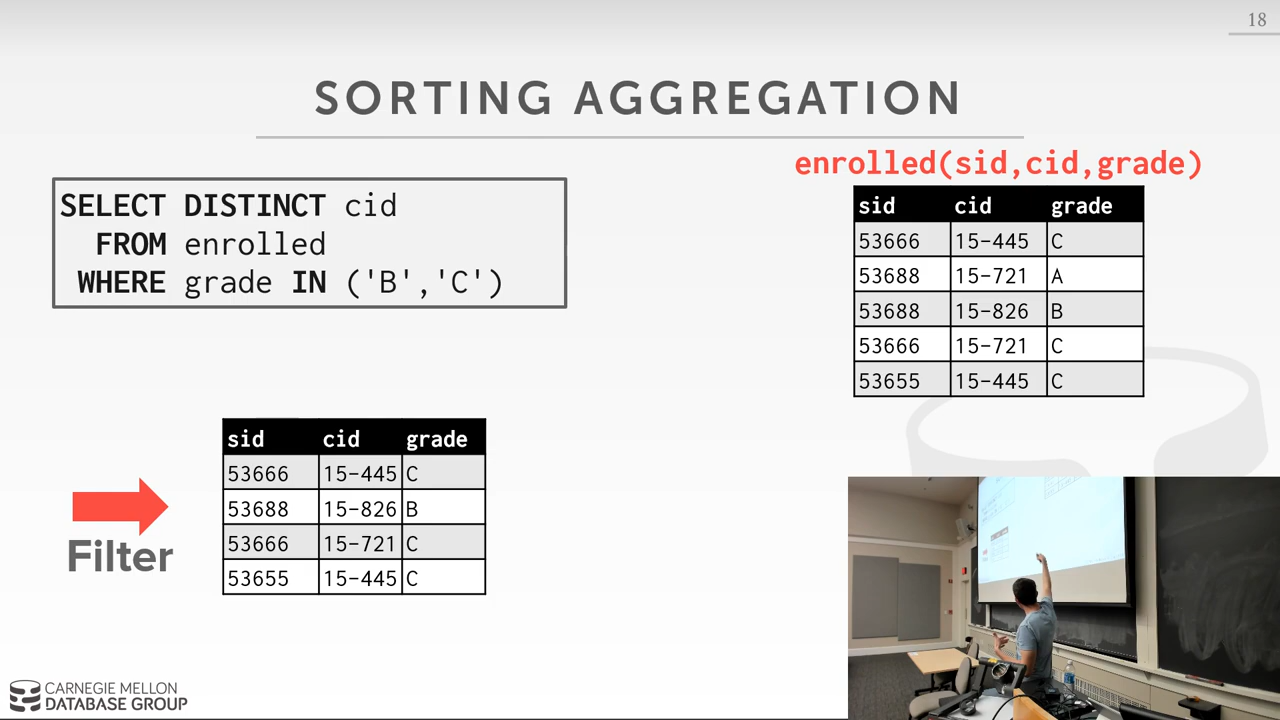 18
SORTING AGGREGATION
SELECT DISTINCT cid
FROM enrolled
WHERE grade IN ('B','C')
enrolled(sid,cid,grade)
sid cid grade
53666 15-445 C
53688 15-721 A
53688 15-826 B
53666 15-721 C
53655 15-445 C
Filter
sid cid grade
53666 15-445 C
53688 15-826 B
53666 15-721 C
53655 15-445 C
CARNEGIE MELLON
DATABASE GROUP